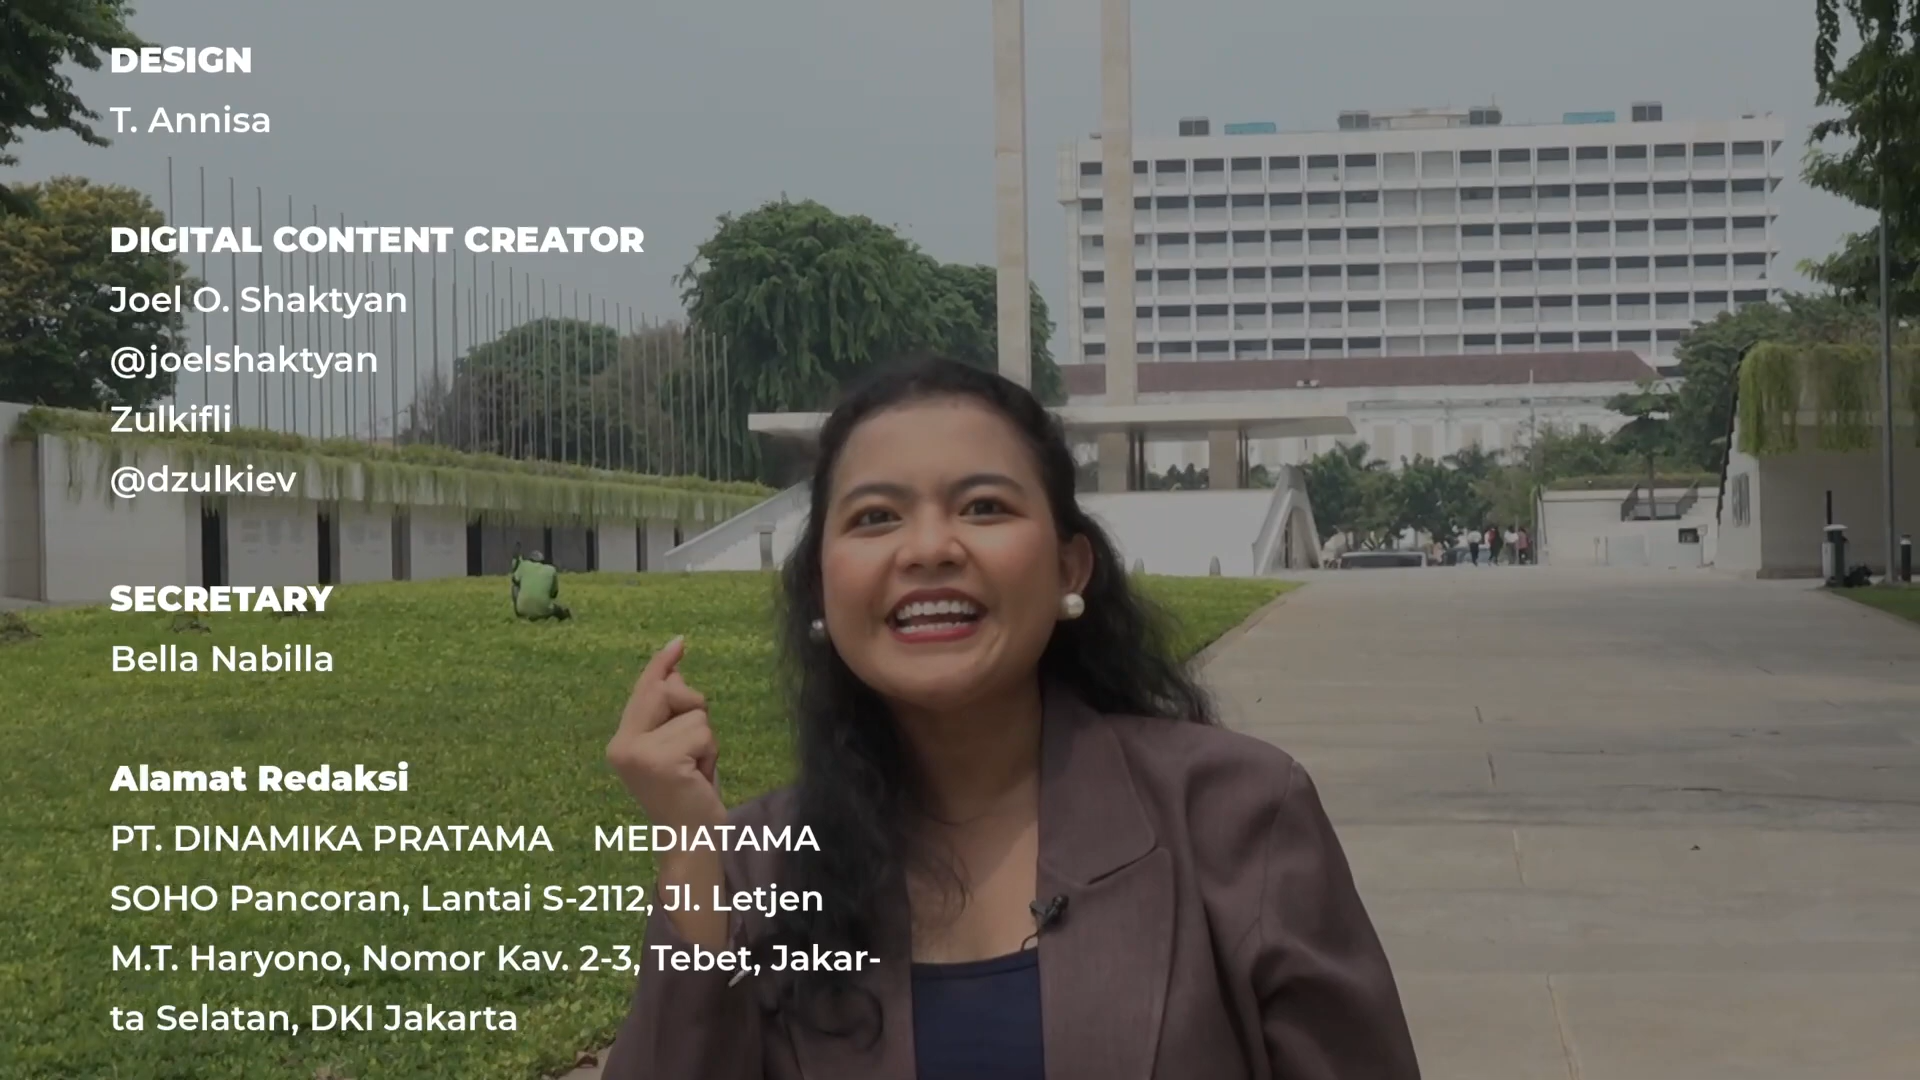 DESIGN
T. Annisa
DIGITAL CONTENT CREATOR
Joel O. Shaktyan
@joelshaktyan
Zulkifli
@dzulkiev
SECRETARY
Bella Nabilla
Alamat Redaksi
PT. DINAMIKA PRATAMA MEDIATAMA
SOHO Pancoran, Lantai S-2112, Jl. Letjen
M.T. Haryono, Nomor Kav. 2-3, Tebet, Jakar-
ta Selatan, DKI Jakarta